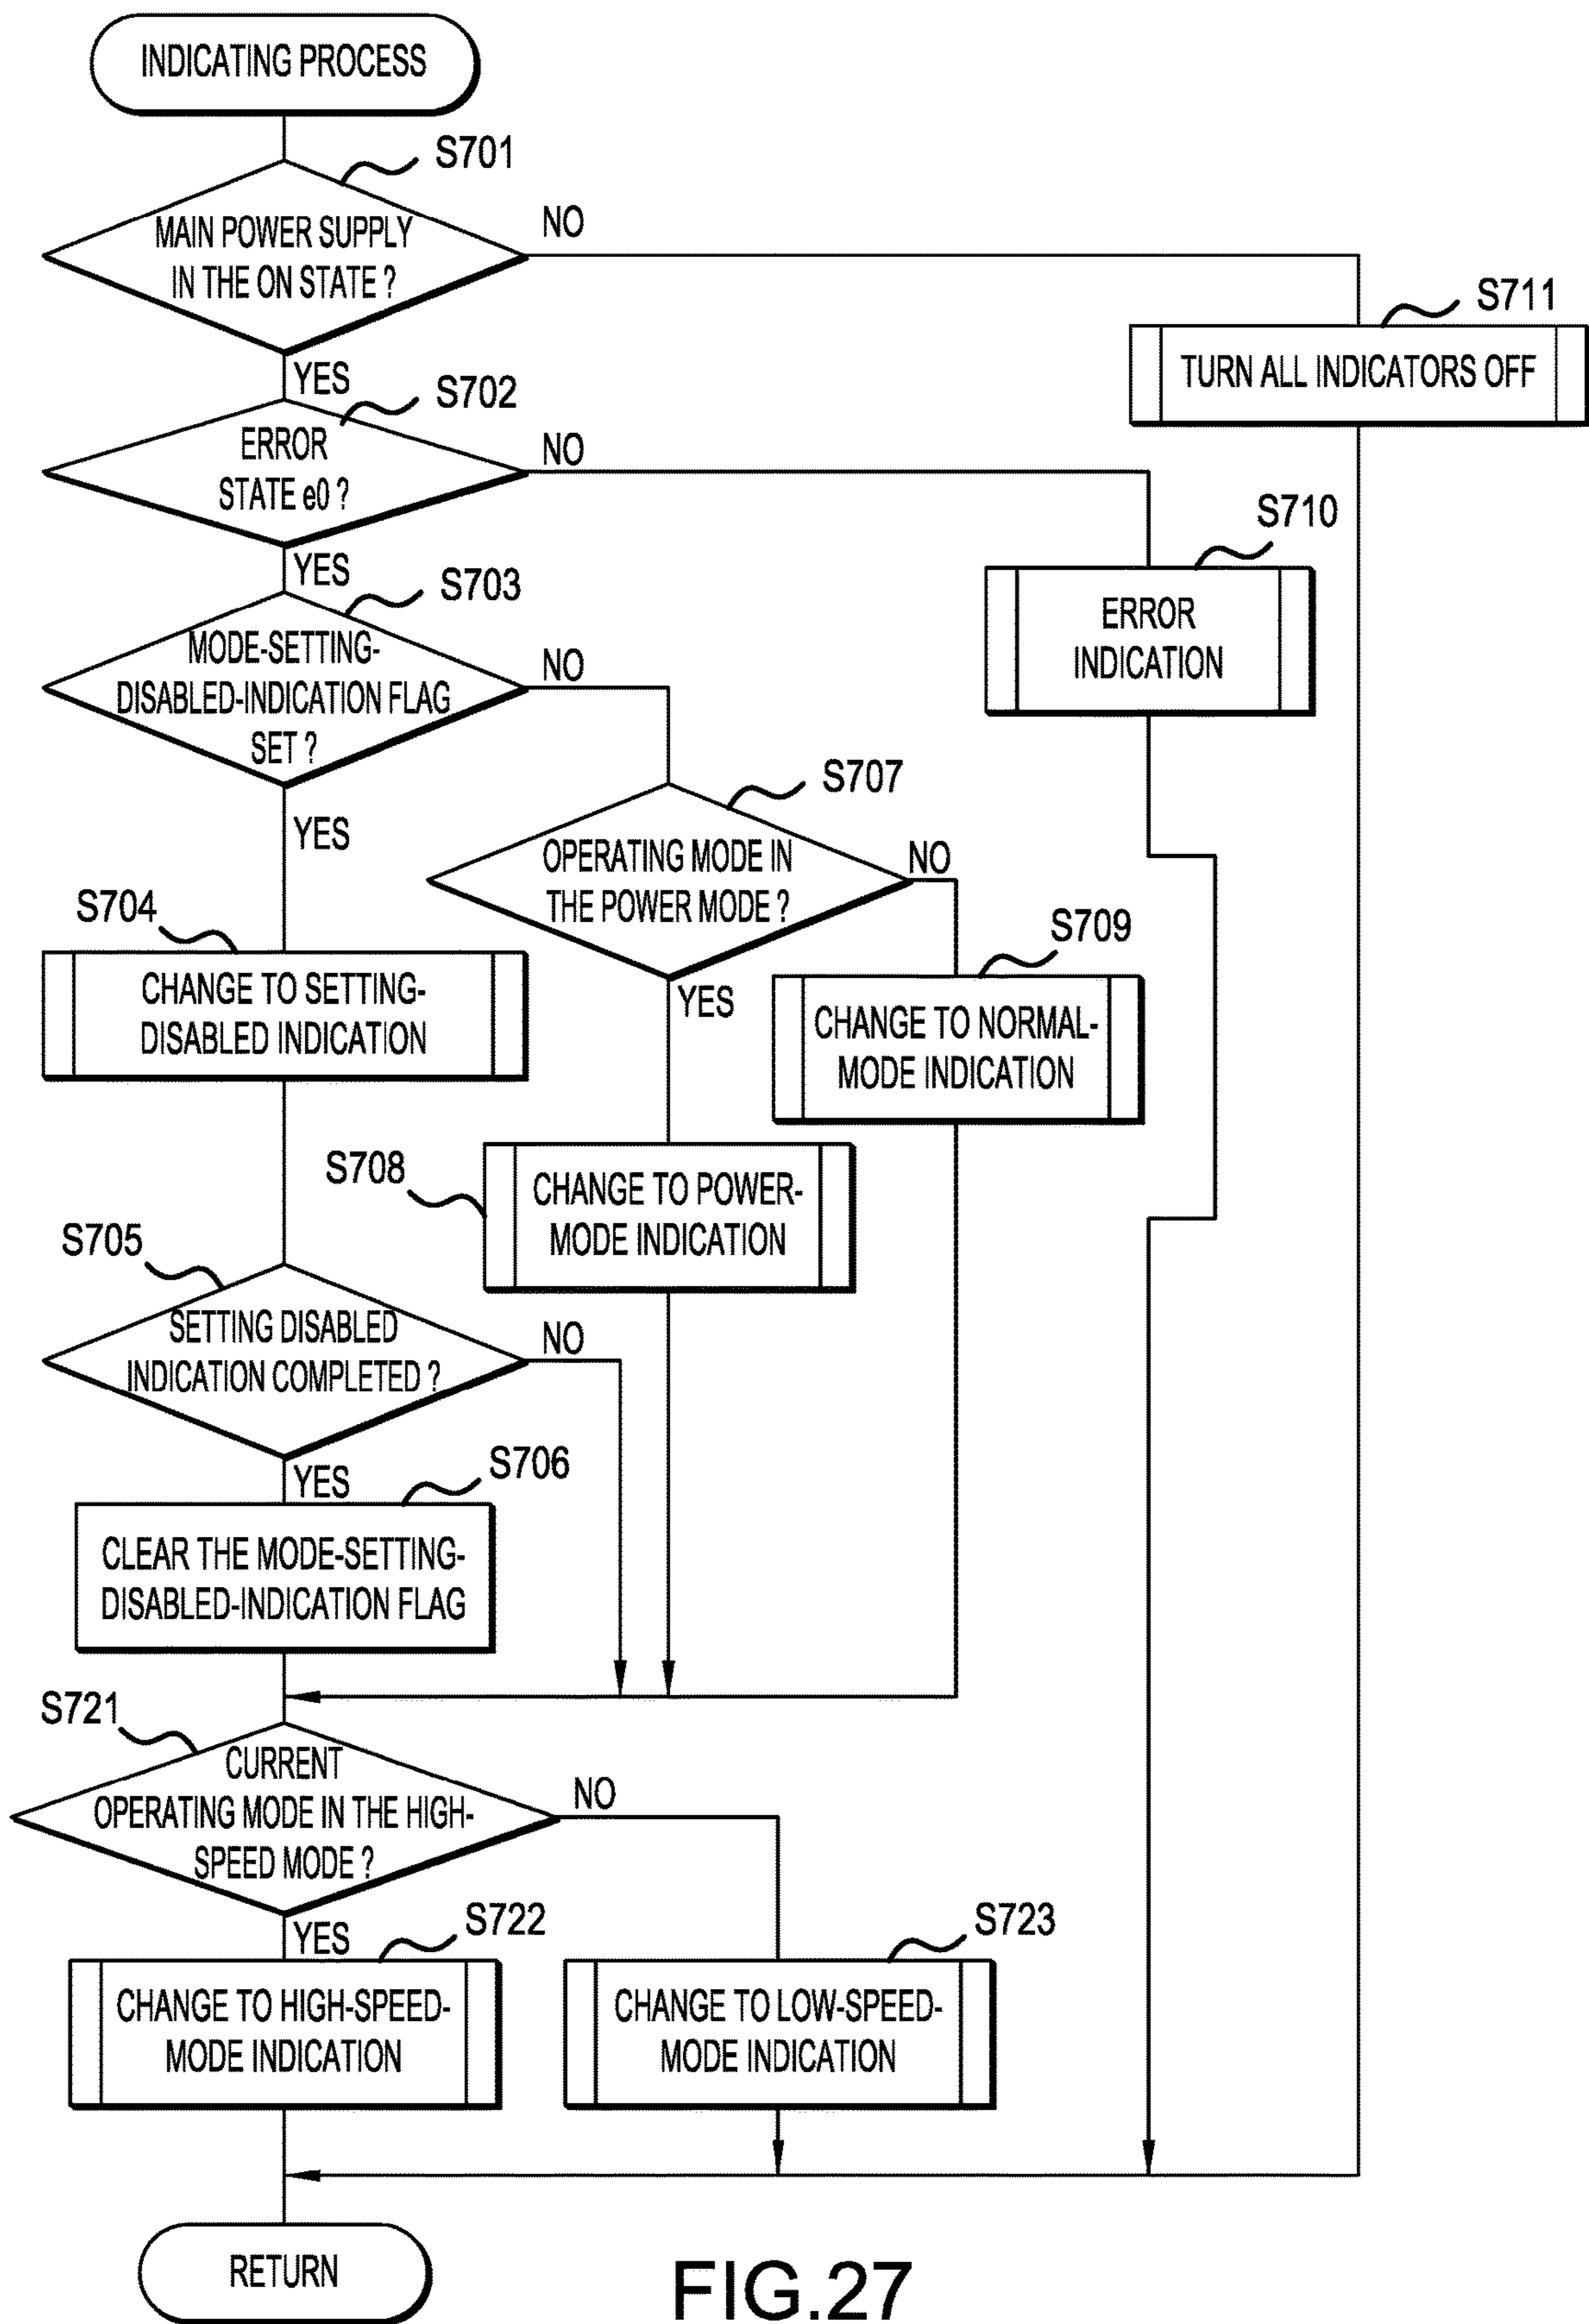 INDICATING PROCESS
S701
MAIN POWER SUPPLY
IN THE ON STATE ?
NO
YES
S711
TURN ALL INDICATORS OFF
S702
ERROR
STATE e0 ?
NO
YES
S710
ERROR
INDICATION
S703
MODE-SETTING-
DISABLED-INDICATION FLAG
SET ?
NO
YES
S707
OPERATING MODE IN
THE POWER MODE ?
NO
YES
S704
CHANGE TO SETTING-
DISABLED INDICATION
S709
CHANGE TO NORMAL-
MODE INDICATION
S708
CHANGE TO POWER-
MODE INDICATION
S705
SETTING DISABLED
INDICATION COMPLETED ?
NO
YES
S706
CLEAR THE MODE-SETTING-
DISABLED-INDICATION FLAG
S721
CURRENT
OPERATING MODE IN THE HIGH-
SPEED MODE ?
NO
YES
S722
CHANGE TO HIGH-SPEED-
MODE INDICATION
S723
CHANGE TO LOW-SPEED-
MODE INDICATION
RETURN
FIG.27